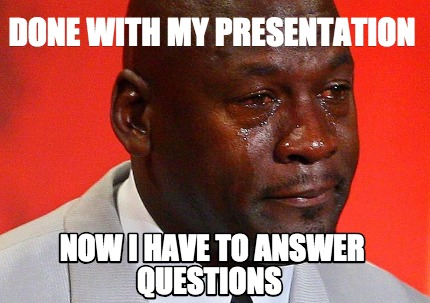 DONE WITH MY PRESENTATION
NOW I HAVE TO ANSWER
QUESTIONS